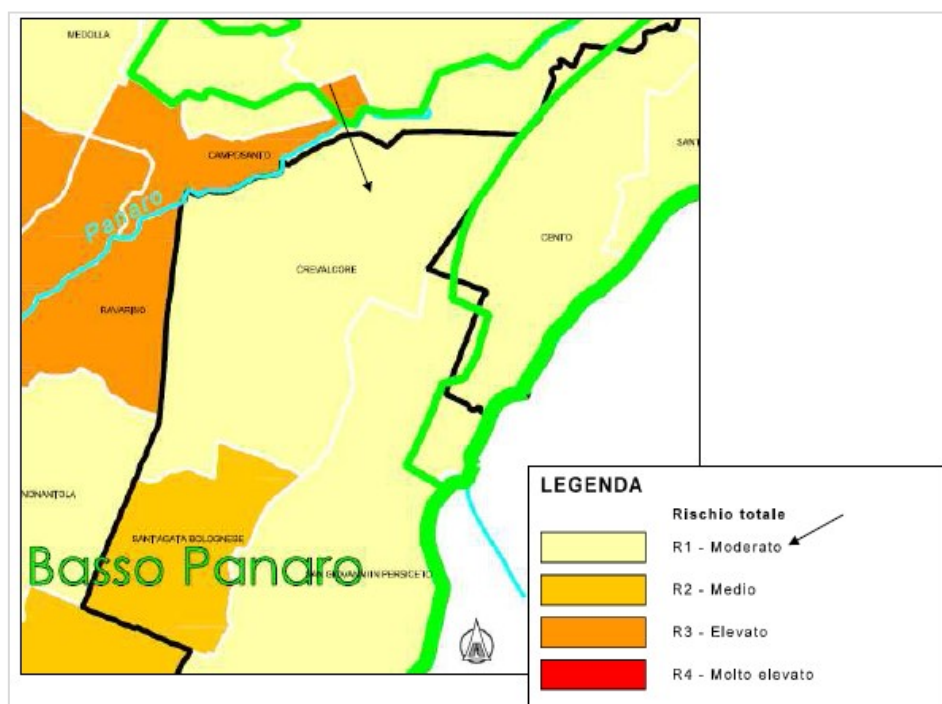 MEDOLLA
CAMPOSANTO
SANT
Panaro
CENTO
CREVALCORE
RAVARINO
NONANTOLA
SANT'AGATA BOLOGNESE
Basso Panaro
SAN GIOVANNI IN PERSICETO
LEGENDA
Rischio totale
R1 - Moderato
R2 - Medio
R3 - Elevato
R4 - Molto elevato